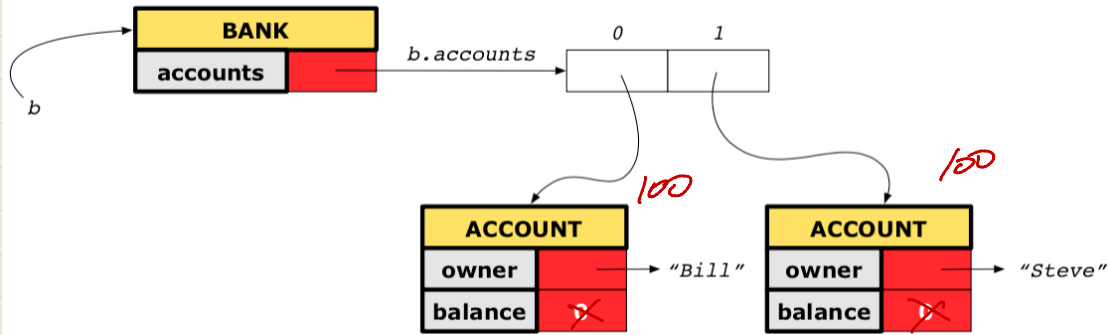 BANK
accounts
b.accounts
0 1
b
100
100
ACCOUNT
owner
"Bill"
balance
0
ACCOUNT
owner
"Steve"
balance
0